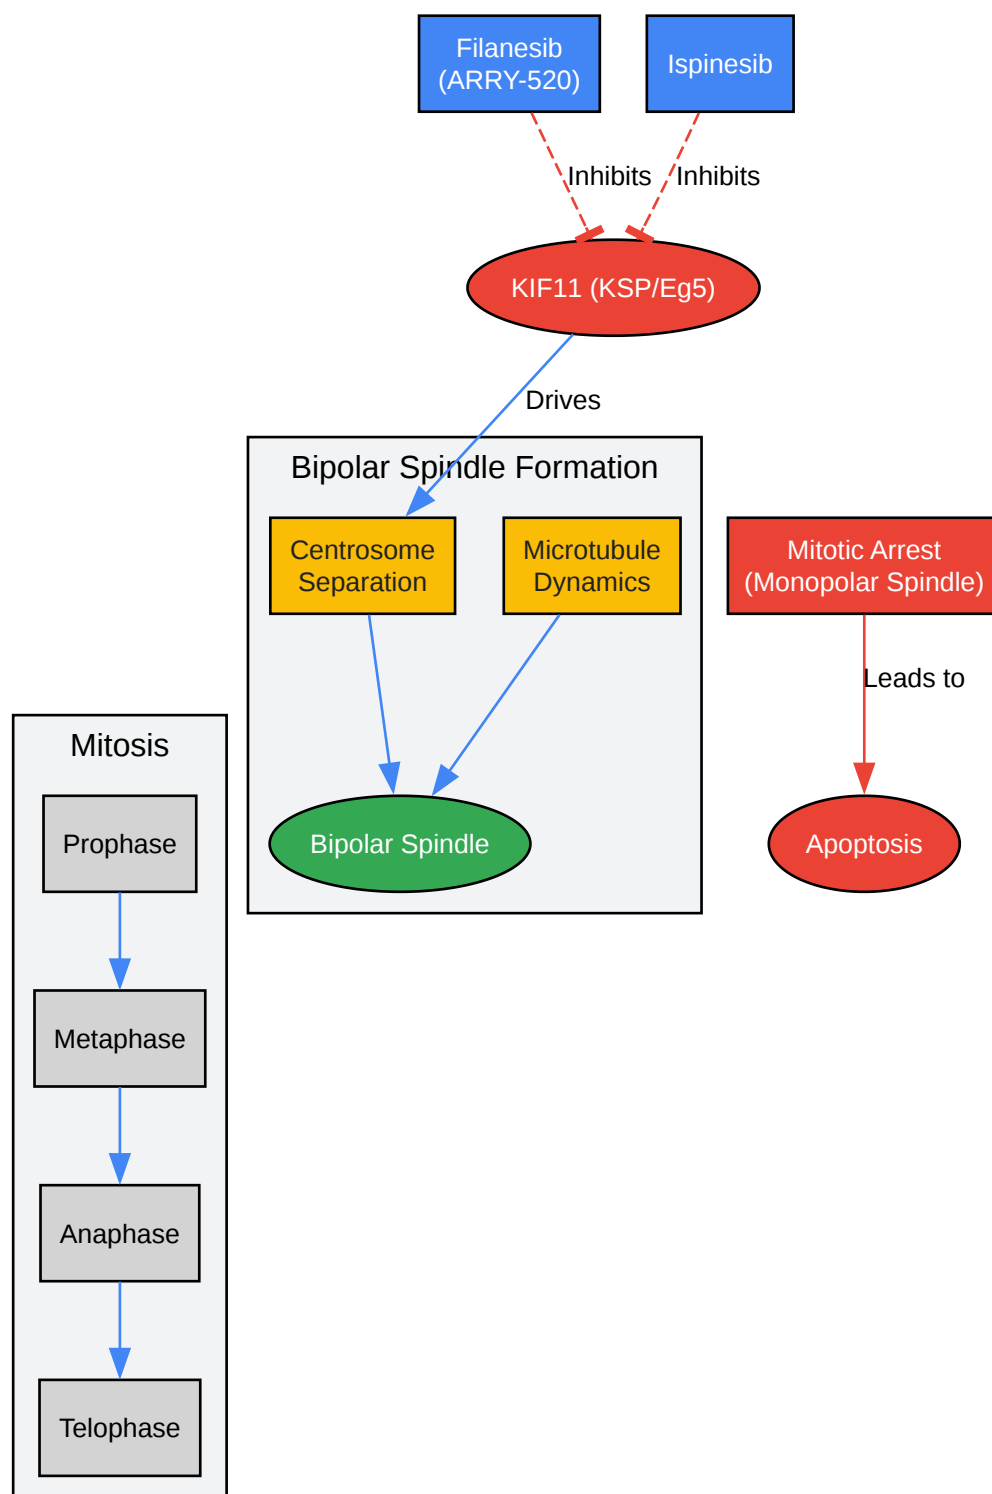 Filanesib
(ARRY-520)
Ispinesib
Inhibits
Inhibits
KIF11 (KSP/Eg5)
Drives
Bipolar Spindle Formation
Centrosome
Separation
Microtubule
Dynamics
Mitotic Arrest
(Monopolar Spindle)
Leads to
Mitosis
Prophase
Bipolar Spindle
Apoptosis
Metaphase
Anaphase
Telophase